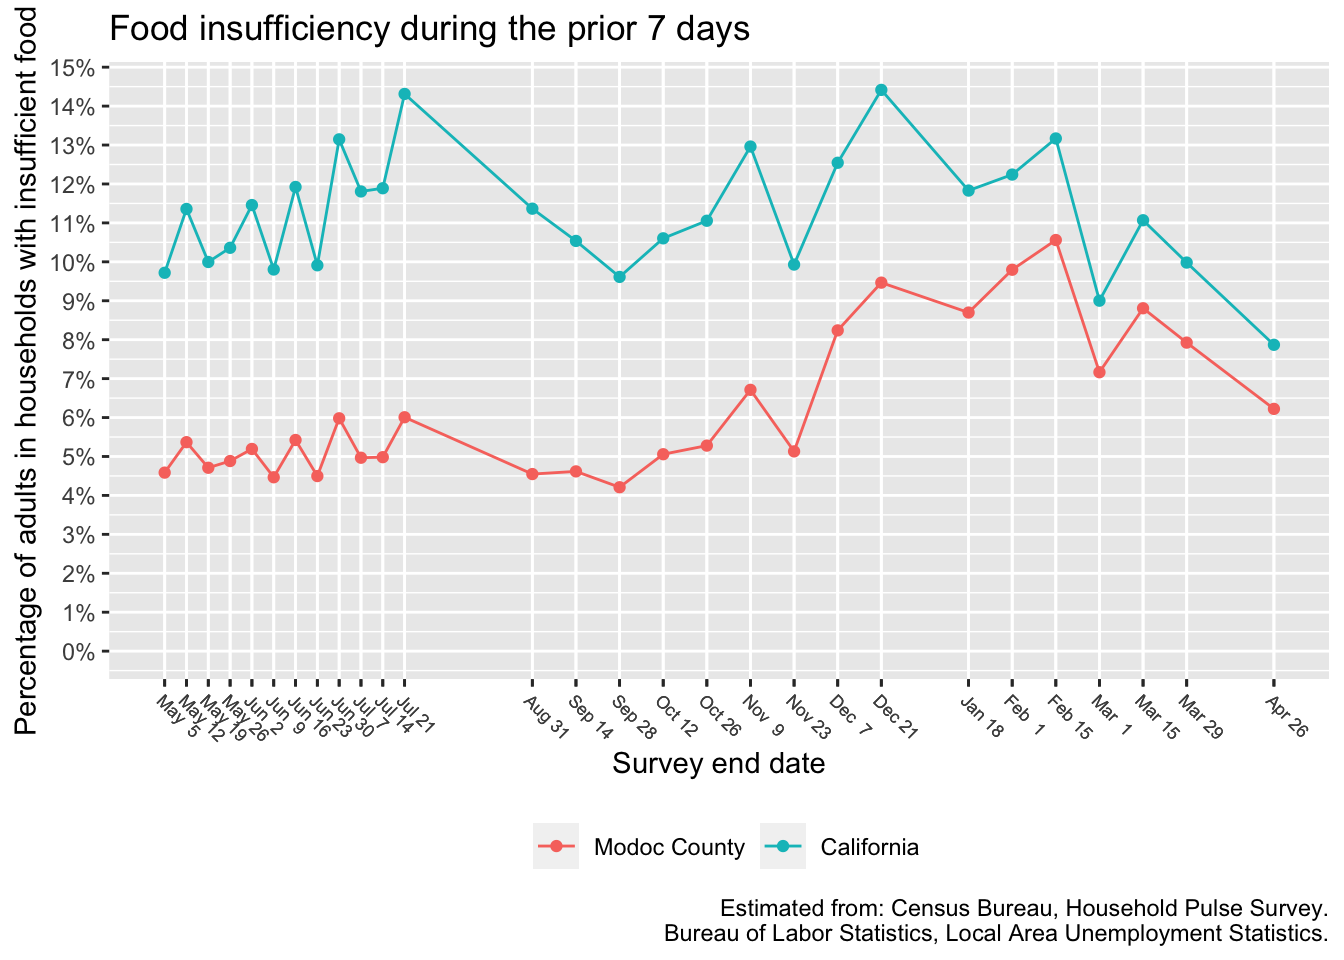 Food insufficiency during the prior 7 days
Percentage of adults in households with insufficient food
15%
14%
13%
12%
11%
10%
9%
8%
7%
6%
5%
4%
3%
2%
1%
0%
May 5
May 12
May 19
May 26
Jun 2
Jun 9
Jun 16
Jun 23
Jun 30
Jul 7
Jul 14
Jul 21
Aug 31
Sep 14
Sep 28
Oct 12
Oct 26
Nov 9
Nov 23
Dec 7
Dec 21
Jan 18
Feb 1
Feb 15
Mar 1
Mar 15
Mar 29
Apr 26
Survey end date
Modoc County
California
Estimated from: Census Bureau, Household Pulse Survey.
Bureau of Labor Statistics, Local Area Unemployment Statistics.